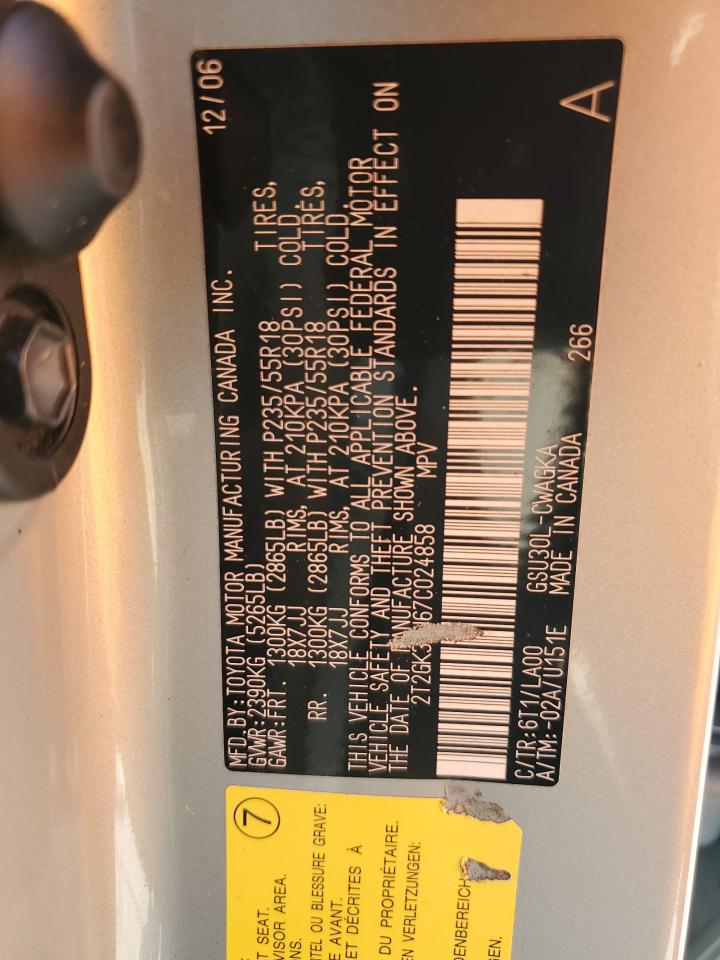 MFD BY: TOYOTA MOTOR MANUFACTURING CANADA INC. 12/06
GVWR: 2390KG (5265LB)
GAWR: FRT. 1300KG (2865LB) WITH P235/55R18 TIRES,
18X7JJ RIMS, AT 210KPA (30PSI) COLD.
RR. 1300KG (2865LB) WITH P235/55R18 TIRES,
18X7JJ RIMS, AT 210KPA (30PSI) COLD.
THIS VEHICLE CONFORMS TO ALL APPLICABLE FEDERAL MOTOR
VEHICLE SAFETY AND THEFT PREVENTION STANDARDS IN EFFECT ON
THE DATE OF MANUFACTURE SHOWN ABOVE.
MPV
C/TR: 6T1/LA00 GSU30L-CWAGKA 266 A
A/TM: -02A/U151E MADE IN CANADA
7
SEAT.
VISOR AREA.
OU BLESSURE GRAVE:
AVANT.
ET DÉCRITES À
DU PROPRIÉTAIRE.
VERLETZUNGEN: